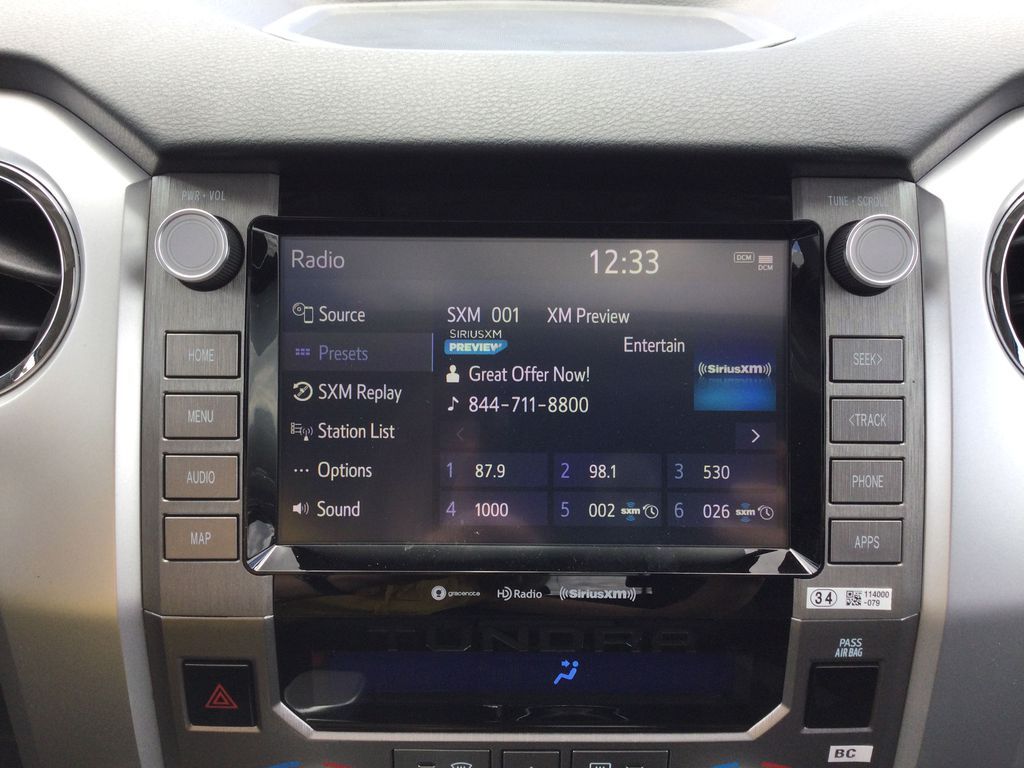 PWR • VOL
TUNE • SCROLL
Radio
12:33
DCM
DCM
Source
SXM 001 XM Preview
SIRIUSXM
PREVIEW
Entertain
Presets
((SiriusXM))
Great Offer Now!
SXM Replay
844-711-8800
Station List
Options
1 87.9
2 98.1
3 530
Sound
4 1000
5 002 sxm
6 026 sxm
HOME
MENU
AUDIO
MAP
SEEK>
<TRACK
PHONE
APPS
gracenote
HD Radio
((SiriusXM))
34
114000
-079
TUNDRA
PASS
AIR BAG
BC